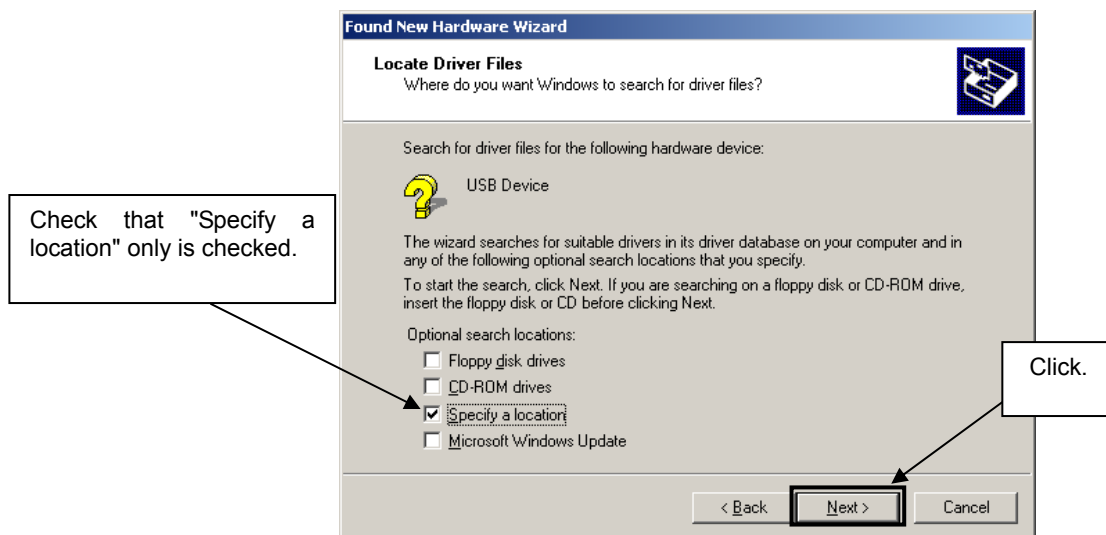 Found New Hardware Wizard
Locate Driver Files
Where do you want Windows to search for driver files?
Search for driver files for the following hardware device:
USB Device
Check that "Specify a
location" only is checked.
The wizard searches for suitable drivers in its driver database on your computer and in
any of the following optional search locations that you specify.
To start the search, click Next. If you are searching on a floppy disk or CD-ROM drive,
insert the floppy disk or CD before clicking Next.
Optional search locations:
Floppy disk drives
CD-ROM drives
Specify a location
Microsoft Windows Update
Click.
< Back
Next >
Cancel